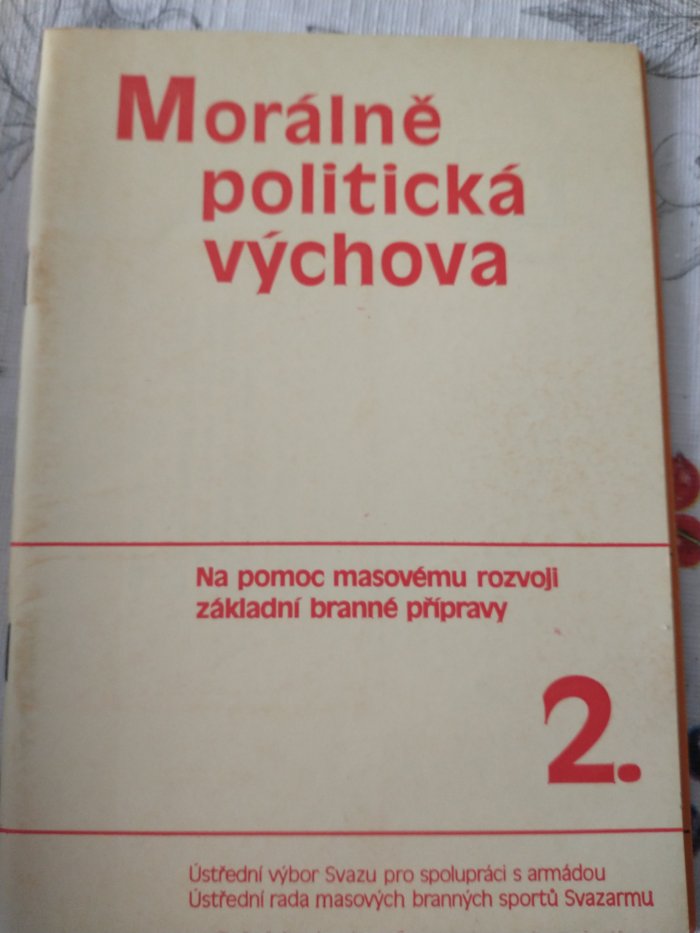 Morálně
politická
výchova
Na pomoc masovému rozvoji
základní branné přípravy
2.
Ústřední výbor Svazu pro spolupráci s armádou
Ústřední rada masových branných sportů Svazarmu